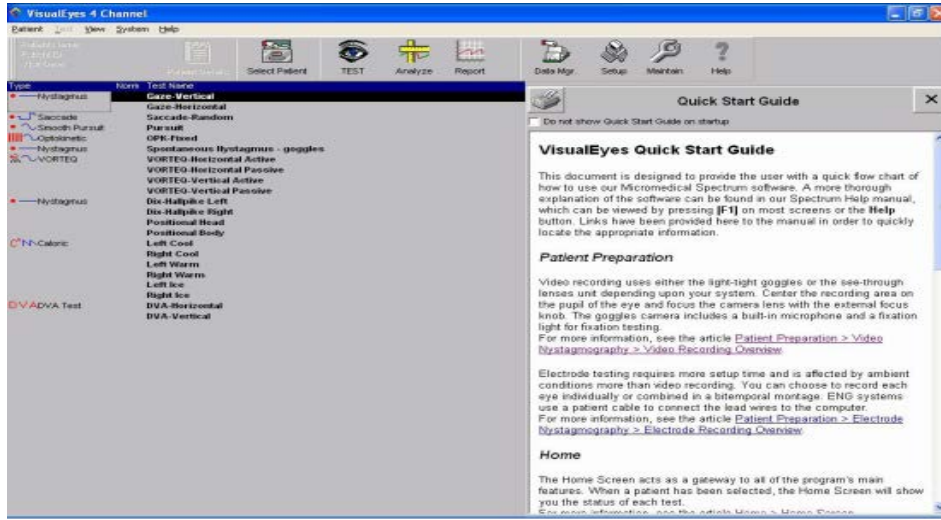 VisualEyes 4 Channel
Patient Test View System Help
Select Patient TEST Analyze Report Data Mgr. Setup Maintain Help
Type Norm Test Name
Nystagmus Gaze-Vertical
Gaze-Horizontal
Saccade Saccade-Random
Smooth Pursuit Pursuit
Optokinetic OPK-Fixed
Nystagmus Spontaneous Nystagmus - goggles
VORTEQ VORTEQ-Horizontal Active
VORTEQ-Horizontal Passive
VORTEQ-Vertical Active
VORTEQ-Vertical Passive
Nystagmus Dix-Hallpike Left
Dix-Hallpike Right
Positional Head
Positional Body
Caloric Left Cool
Right Cool
Left Warm
Right Warm
Left Ice
Right Ice
DVA DVA Test DVA-Horizontal
DVA-Vertical
Quick Start Guide
Do not show Quick Start Guide on startup
VisualEyes Quick Start Guide
This document is designed to provide the user with a quick flow chart of
how to use our Micromedical Spectrum software. A more thorough
explanation of the software can be found in our Spectrum Help manual,
which can be viewed by pressing [F1] on most screens or the Help
button. Links have been provided here to the manual in order to quickly
locate the appropriate information.
Patient Preparation
Video recording uses either the light-tight goggles or the see-through
lenses unit depending upon your system. Center the recording area on
the pupil of the eye and focus the camera lens with the external focus
knob. The goggles camera includes a built-in microphone and a fixation
light for fixation testing.
For more information, see the article Patient Preparation > Video
Nystagmography > Video Recording Overview.
Electrode testing requires more setup time and is affected by ambient
conditions more than video recording. You can choose to record each
eye individually or combined in a bitemporal montage. ENG systems
use a patient cable to connect the lead wires to the computer.
For more information, see the article Patient Preparation > Electrode
Nystagmography > Electrode Recording Overview.
Home
The Home Screen acts as a gateway to all of the program's main
features. When a patient has been selected, the Home Screen will show
you the status of each test.
For more information, see the article Home > Home Screen